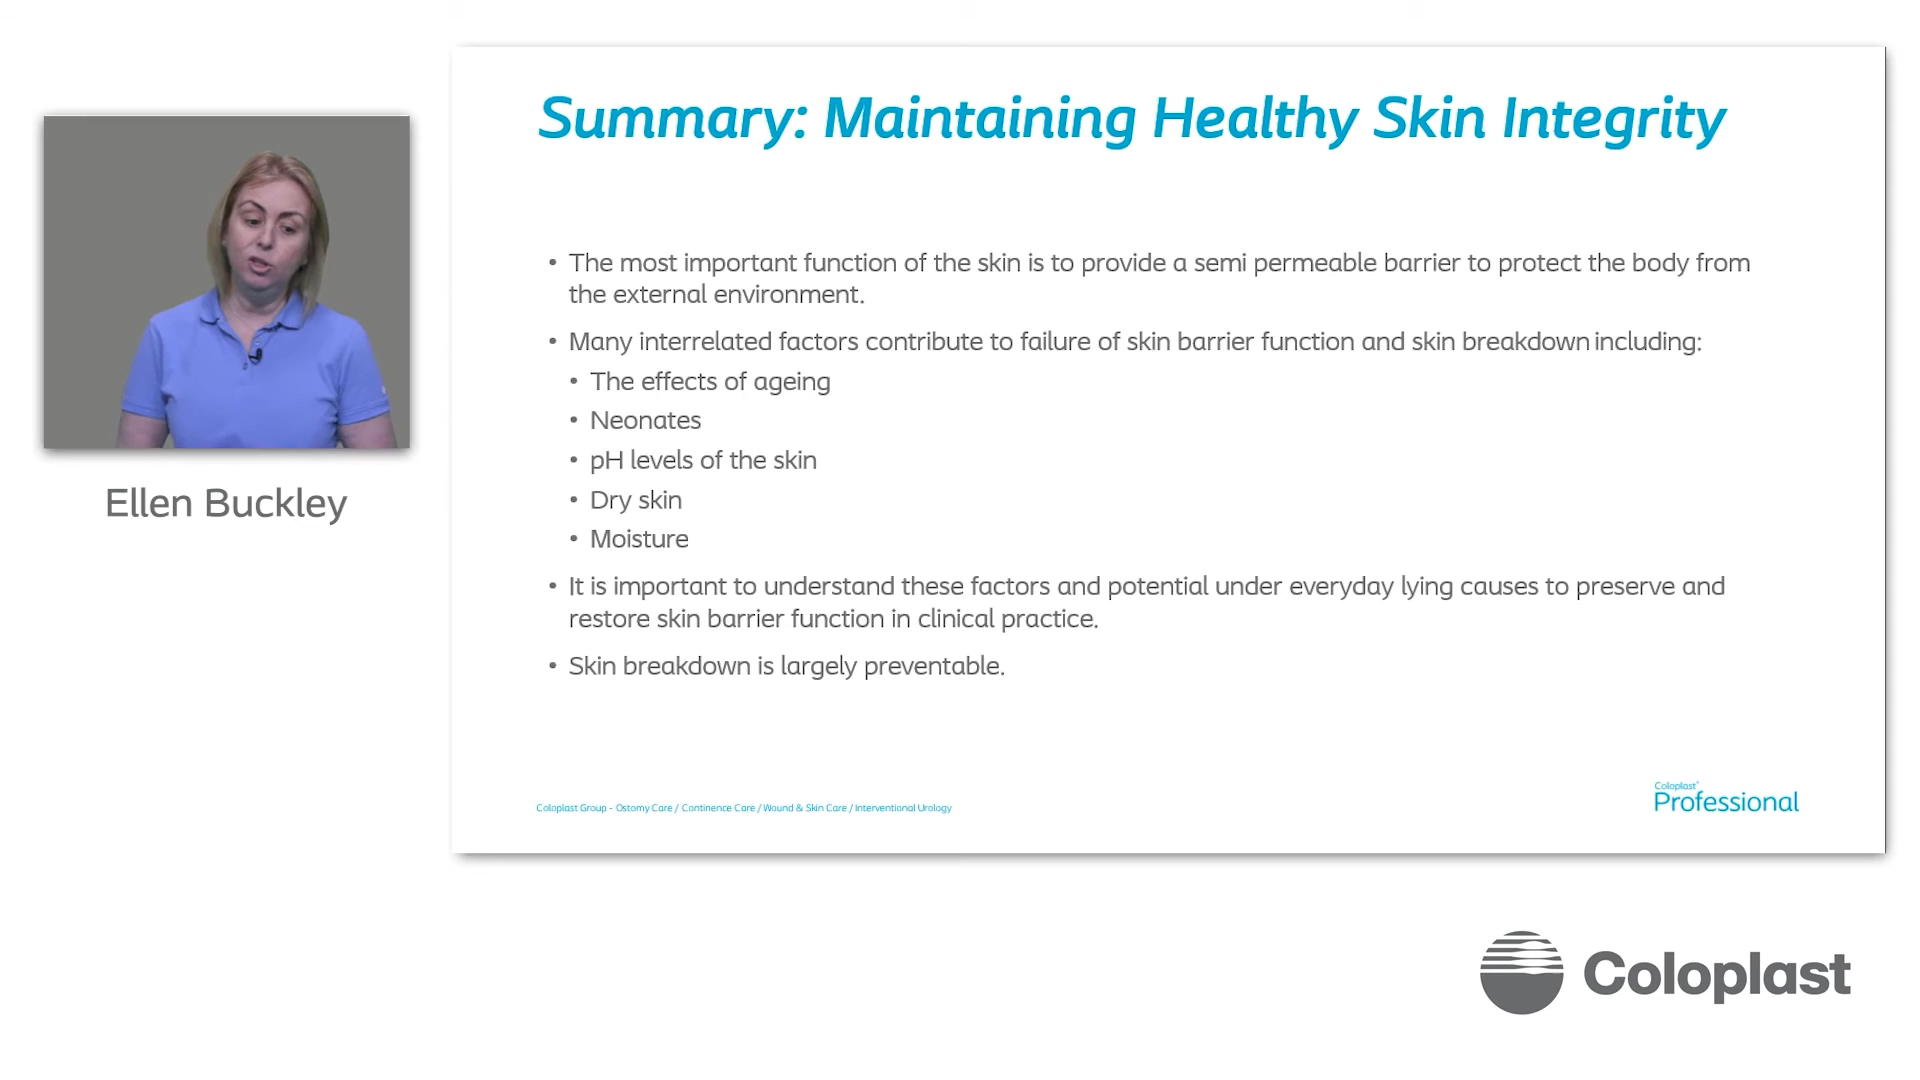 Summary: Maintaining Healthy Skin Integrity
Ellen Buckley
• The most important function of the skin is to provide a semi permeable barrier to protect the body from
the external environment.
• Many interrelated factors contribute to failure of skin barrier function and skin breakdown including:
• The effects of ageing
• Neonates
• pH levels of the skin
• Dry skin
• Moisture
• It is important to understand these factors and potential under everyday lying causes to preserve and
restore skin barrier function in clinical practice.
• Skin breakdown is largely preventable.
Coloplast Group - Ostomy Care / Continence Care / Wound & Skin Care / Interventional Urology
Coloplast®
Professional
Coloplast